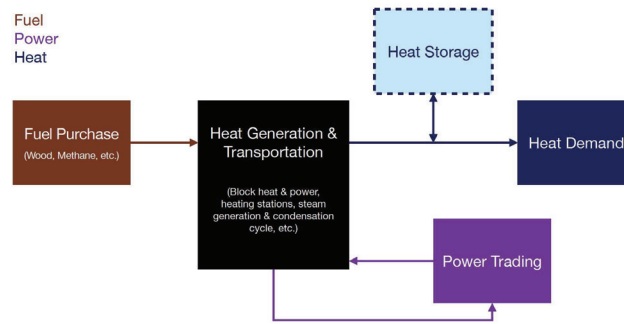 Fuel
Power
Heat
Heat Storage
Fuel Purchase
(Wood, Methane, etc.)
Heat Generation &
Transportation
(Block heat & power,
heating stations, steam
generation & condensation
cycle, etc.)
Heat Demand
Power Trading